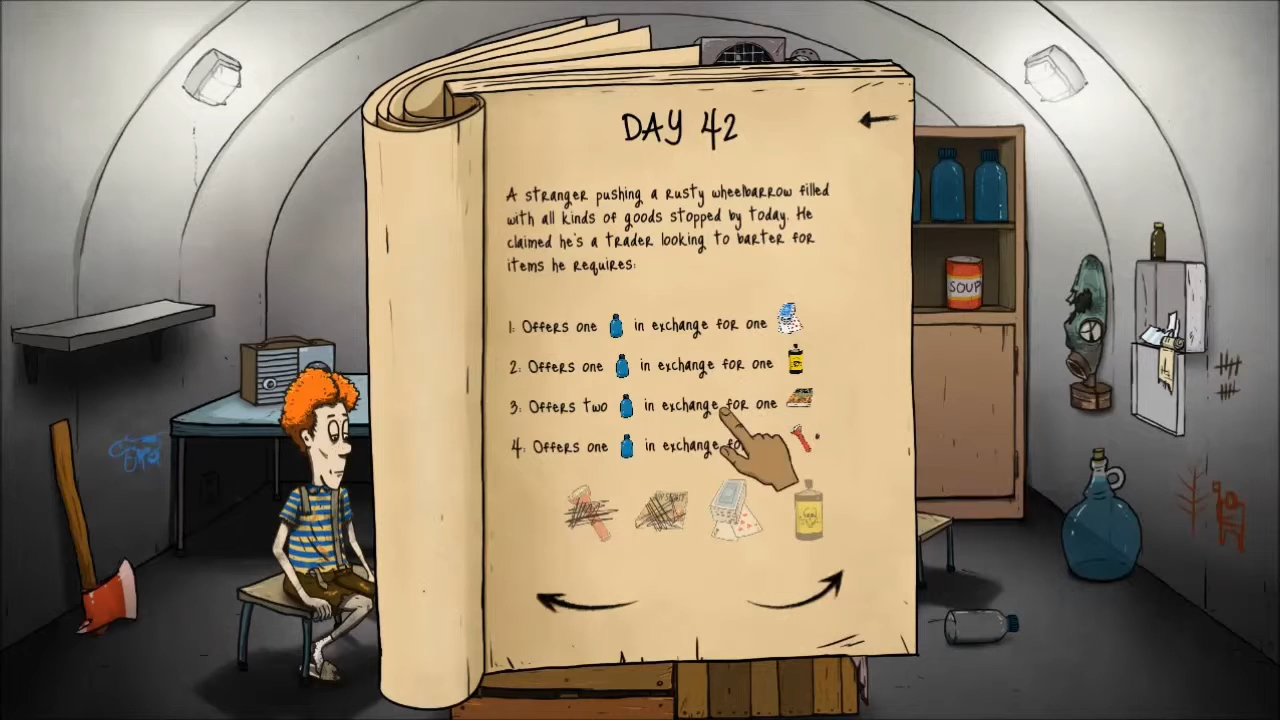 DAY 42
A stranger pushing a rusty wheelbarrow filled
with all kinds of goods stopped by today. He
claimed he's a trader looking to barter for
items he requires:
1: Offers one in exchange for one
2: Offers one in exchange for one
3: Offers two in exchange for one
4: Offers one in exchange
SOUP